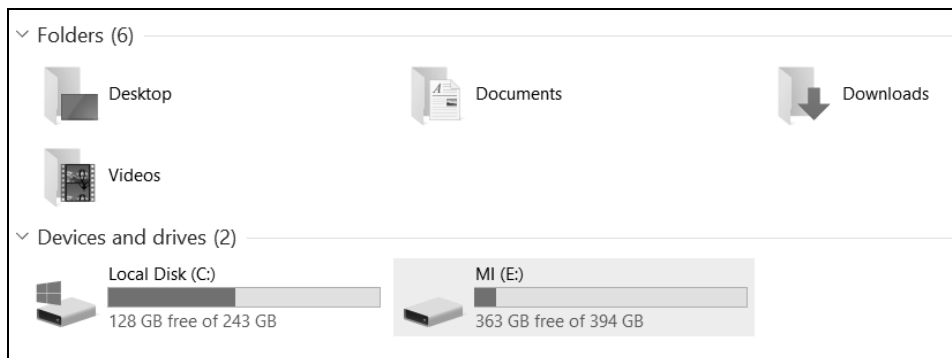 Folders (6)
Desktop
Documents
Downloads
Videos
Devices and drives (2)
Local Disk (C:)
128 GB free of 243 GB
MI (E:)
363 GB free of 394 GB